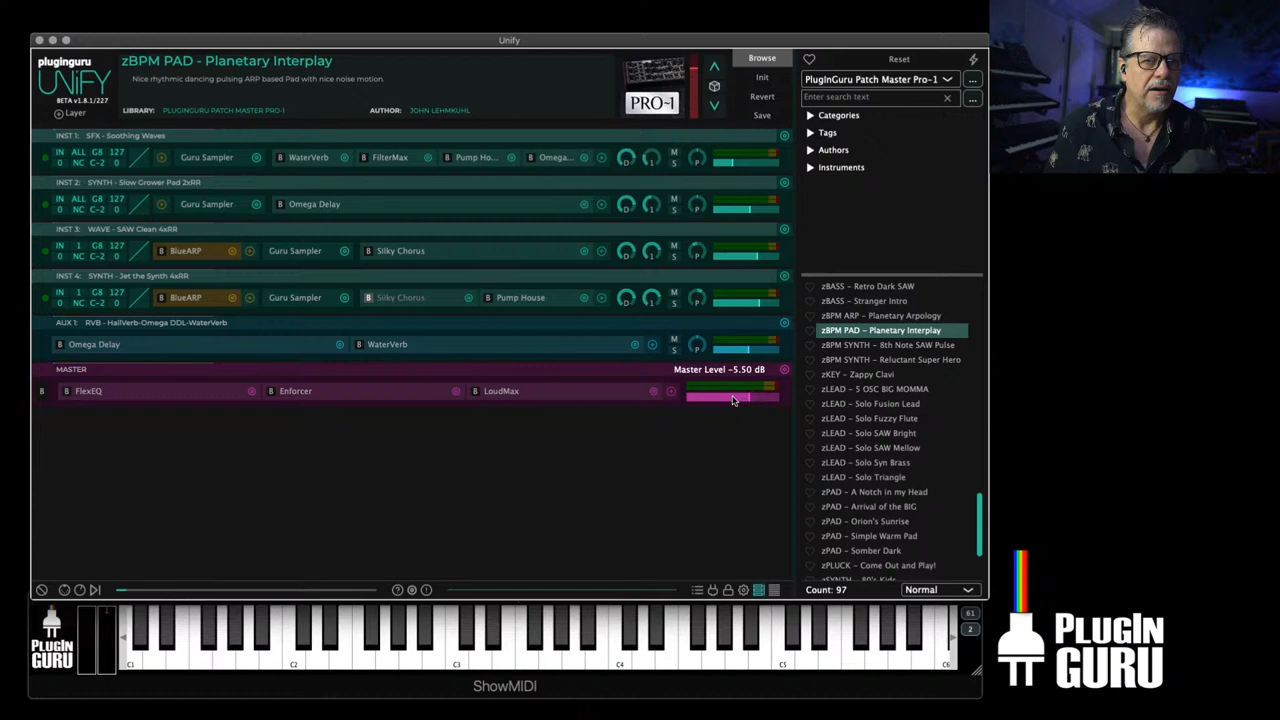 Unify
pluginguru
UNiFY
BETA v1.8.1/227
Layer
zBPM PAD - Planetary Interplay
Nice rhythmic dancing pulsing ARP based Pad with nice noise motion.
LIBRARY: PLUGINGURU PATCH MASTER PRO-1 AUTHOR: JOHN LEHMKUHL
PRO~1
Browse
Init
Revert
Save
Reset
PlugInGuru Patch Master Pro-1 ...
Enter search text ...
Categories
Tags
Authors
Instruments
INST 1: SFX - Soothing Waves
IN ALL G8 127
0 NC C-2 0
Guru Sampler B WaterVerb B FilterMax B Pump Ho... B Omega... D 1 M S P
INST 2: SYNTH - Slow Grower Pad 2xRR
IN ALL G8 127
0 NC C-2 0
Guru Sampler B Omega Delay D 1 M S P
INST 3: WAVE - SAW Clean 4xRR
IN 1 G8 127
0 NC C-2 0
B BlueARP Guru Sampler B Silky Chorus D 1 M S P
INST 4: SYNTH - Jet the Synth 4xRR
IN 1 G8 127
0 NC C-2 0
B BlueARP Guru Sampler B Silky Chorus B Pump House D 1 M S P
AUX 1: RVB - HallVerb-Omega DDL-WaterVerb
B Omega Delay B WaterVerb M S P
MASTER Master Level -5.50 dB
B B FlexEQ B Enforcer B LoudMax
zBASS - Retro Dark SAW
zBASS - Stranger Intro
zBPM ARP - Planetary Arpology
zBPM PAD - Planetary Interplay
zBPM SYNTH - 8th Note SAW Pulse
zBPM SYNTH - Reluctant Super Hero
zKEY - Zappy Clavi
zLEAD - 5 OSC BIG MOMMA
zLEAD - Solo Fusion Lead
zLEAD - Solo Fuzzy Flute
zLEAD - Solo SAW Bright
zLEAD - Solo SAW Mellow
zLEAD - Solo Syn Brass
zLEAD - Solo Triangle
zPAD - A Notch in my Head
zPAD - Arrival of the BIG
zPAD - Orion's Sunrise
zPAD - Simple Warm Pad
zPAD - Somber Dark
zPLUCK - Come Out and Play!
zSYNTH - 80's Kids
Count: 97 Normal
PLUGIN
GURU
C1 C2 C3 C4 C5 C6
61
2
ShowMIDI
PLUGIN
GURU